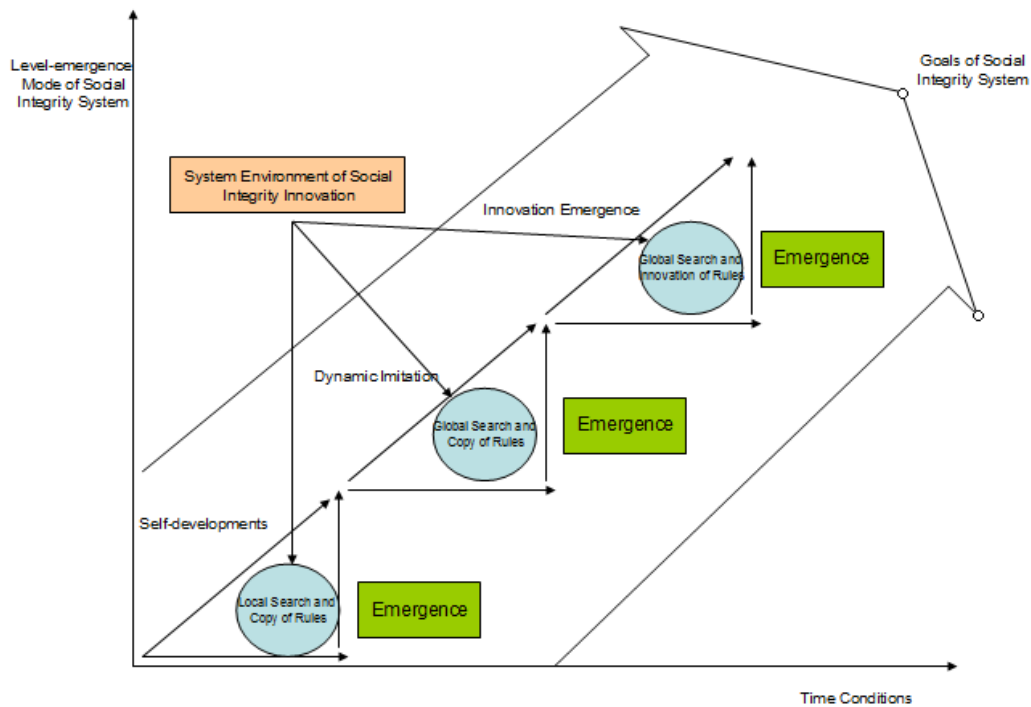 Level-emergence
Mode of Social
Integrity System
Goals of Social
Integrity System
System Environment of Social
Integrity Innovation
Innovation Emergence
Global Search and
Innovation of Rules
Emergence
Dynamic Imitation
Global Search and
Copy of Rules
Emergence
Self-developments
Local Search and
Copy of Rules
Emergence
Time Conditions